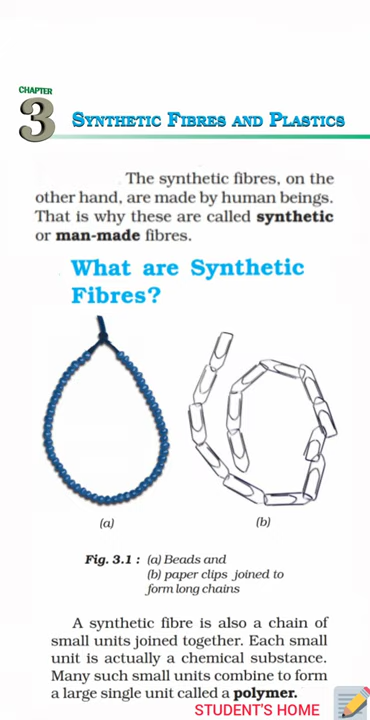 CHAPTER
3
SYNTHETIC FIBRES AND PLASTICS
The synthetic fibres, on the
other hand, are made by human beings.
That is why these are called synthetic
or man-made fibres.
What are Synthetic
Fibres?
(a)
(b)
Fig. 3.1 : (a) Beads and
(b) paper clips joined to
form long chains
A synthetic fibre is also a chain of
small units joined together. Each small
unit is actually a chemical substance.
Many such small units combine to form
a large single unit called a polymer.
STUDENT'S HOME